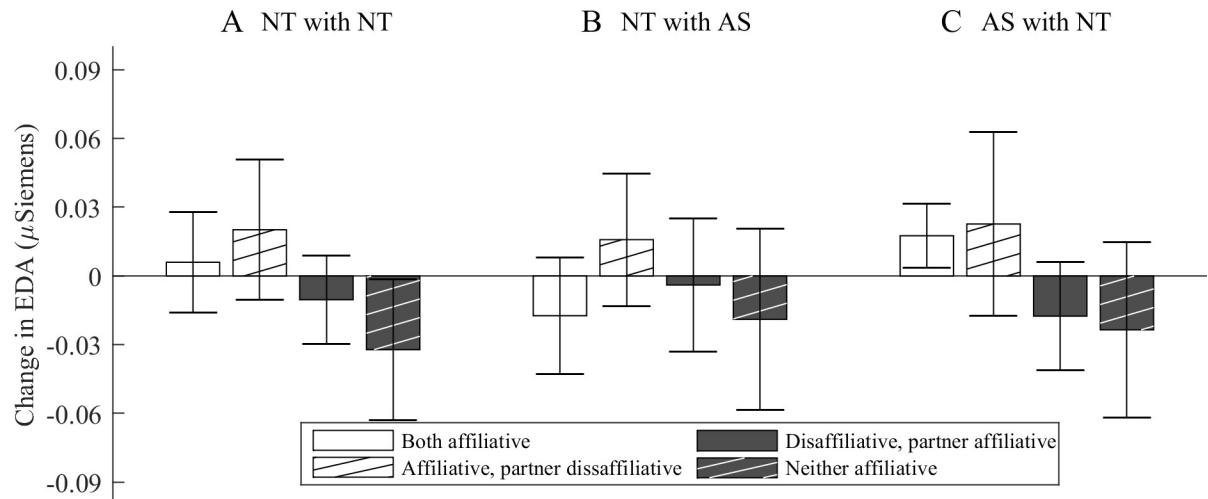 A NT with NT
B NT with AS
C AS with NT
Change in EDA (μSiemens)
0.09
0.06
0.03
0
-0.03
-0.06
-0.09
Both affiliative
Disaffiliative, partner affiliative
Affiliative, partner dissaffiliative
Neither affiliative